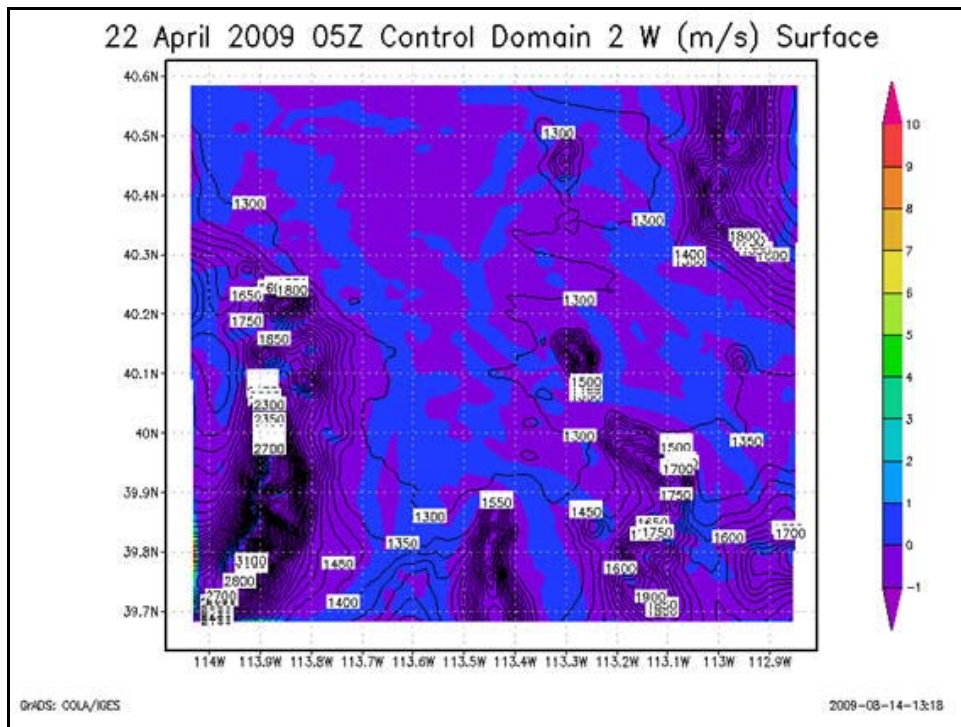 22 April 2009 05Z Control Domain 2 W (m/s) Surface
40.6N
40.5N
40.4N
40.3N
40.2N
40.1N
40N
39.9N
39.8N
39.7N
1300
1300
1300
1400
1800
1800
1650
1800
1750
1850
1300
2300
2350
2700
1500
1300
1500
1350
1700
1750
1550
1300
1450
1350
1650
1750
1600
1700
3100
1450
2800
1600
2700
1400
1900
114W
113.9W
113.8W
113.7W
113.6W
113.5W
113.4W
113.3W
113.2W
113.1W
113W
112.9W
10
9
8
7
6
5
4
3
2
1
0
-1
GrADS: COLA/IGES
2009-08-14-13:18